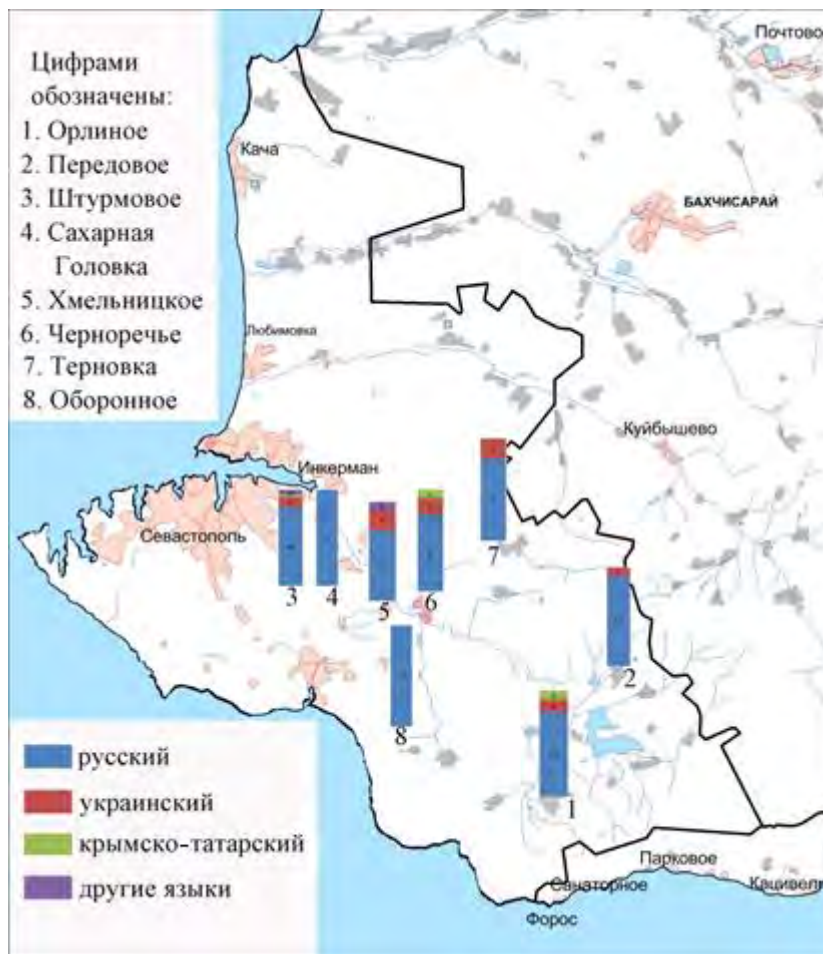 Цифрами
обозначены:
1. Орлиное
2. Передовое
3. Штурмовое
4. Сахарная
Головка
5. Хмельницкое
6. Черноречье
7. Терновка
8. Оборонное
Почтово
Кача
БАХЧИСАРАЙ
Любимовка
Куйбышево
Инкерман
Севастополь
7
3
4
5
6
2
8
1
русский
украинский
крымско-татарский
другие языки
Парковое
Санаторное
Кацивели
Форос